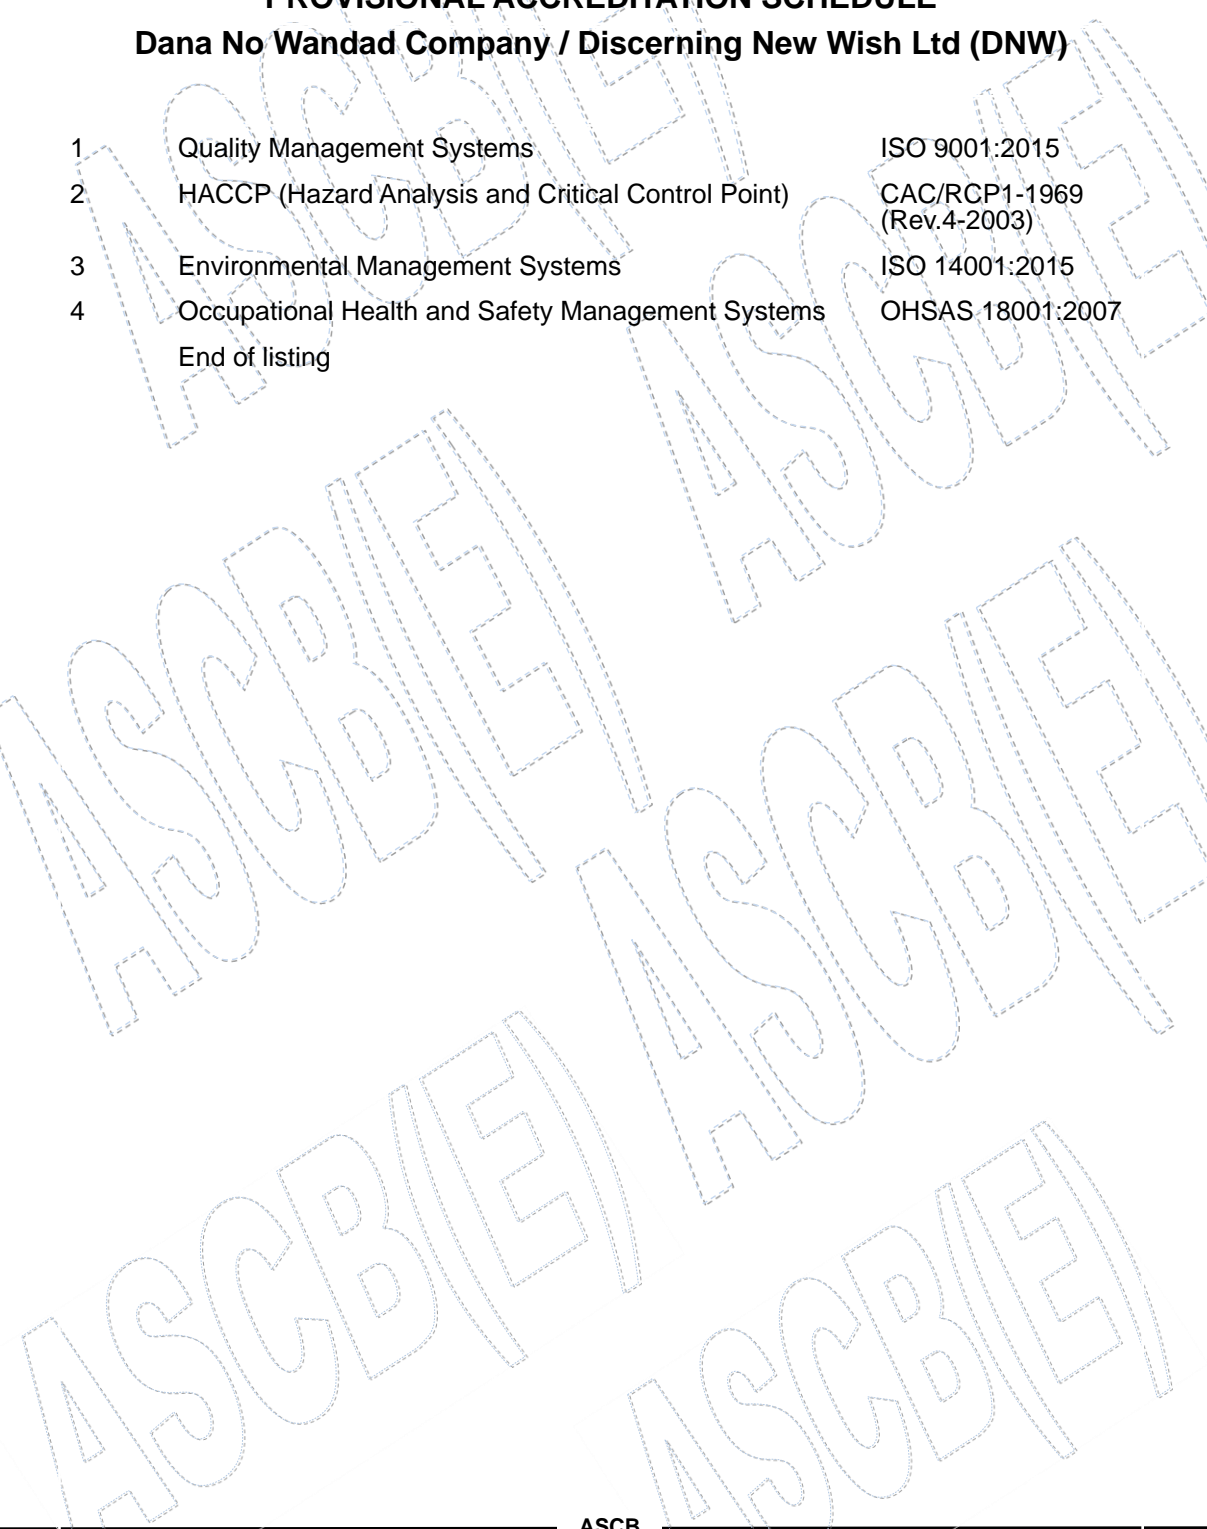 PROVISIONAL ACCREDITATION SCHEDULE
Dana No Wandad Company / Discerning New Wish Ltd (DNW)
1 Quality Management Systems ISO 9001:2015
2 HACCP (Hazard Analysis and Critical Control Point) CAC/RCP1-1969
(Rev.4-2003)
3 Environmental Management Systems ISO 14001:2015
4 Occupational Health and Safety Management Systems OHSAS 18001:2007
End of listing
ASCB(E)
ASCB(E)
ASCB(E)
ASCB(E)
ASCB(E)
ASCB(E)
ASCB